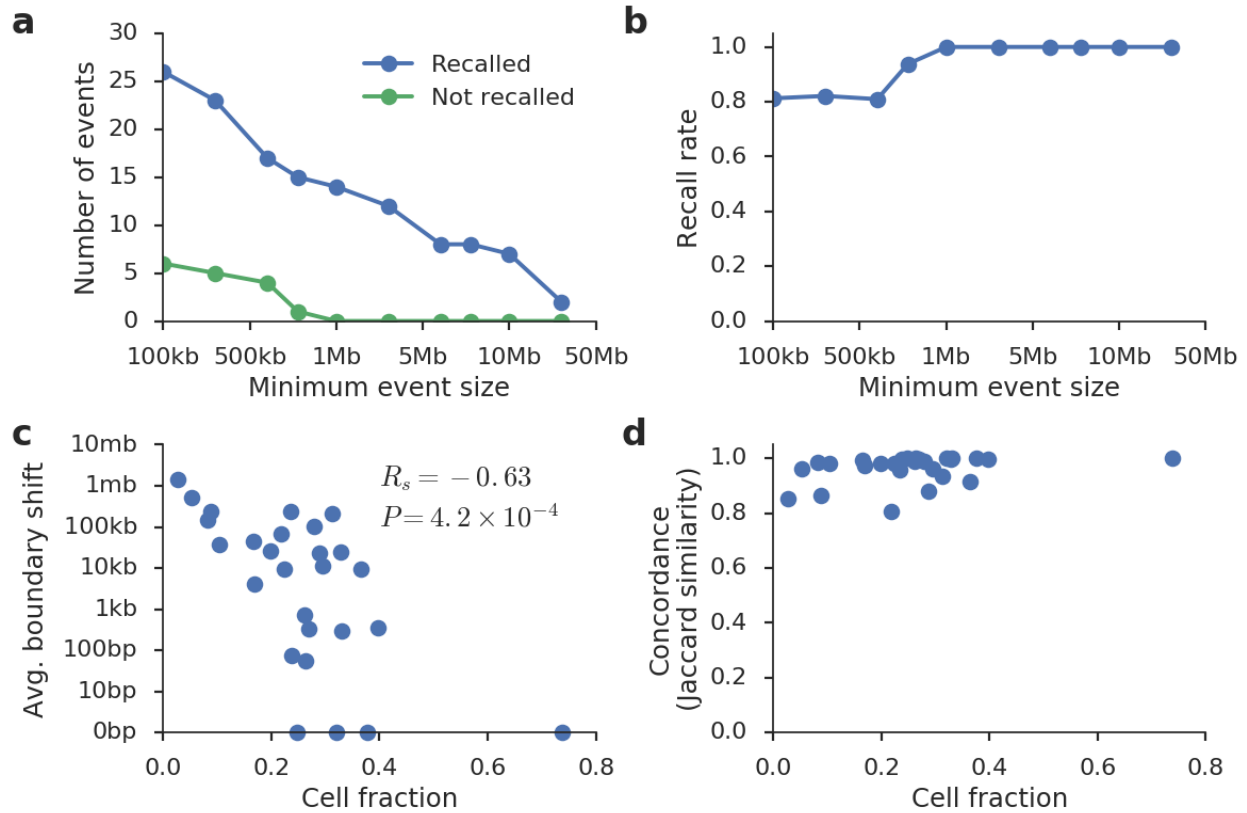 a
30
25
20
15
10
5
0
Number of events
Recalled
Not recalled
100kb 500kb 1Mb 5Mb 10Mb 50Mb
Minimum event size
b
1.0
0.8
0.6
0.4
0.2
0.0
Recall rate
100kb 500kb 1Mb 5Mb 10Mb 50Mb
Minimum event size
c
10mb
1mb
100kb
10kb
1kb
100bp
10bp
0bp
Avg. boundary shift
R_s = −0.63
P = 4.2 × 10^{−4}
0.0 0.2 0.4 0.6 0.8
Cell fraction
d
1.0
0.8
0.6
0.4
0.2
0.0
Concordance
(Jaccard similarity)
0.0 0.2 0.4 0.6 0.8
Cell fraction